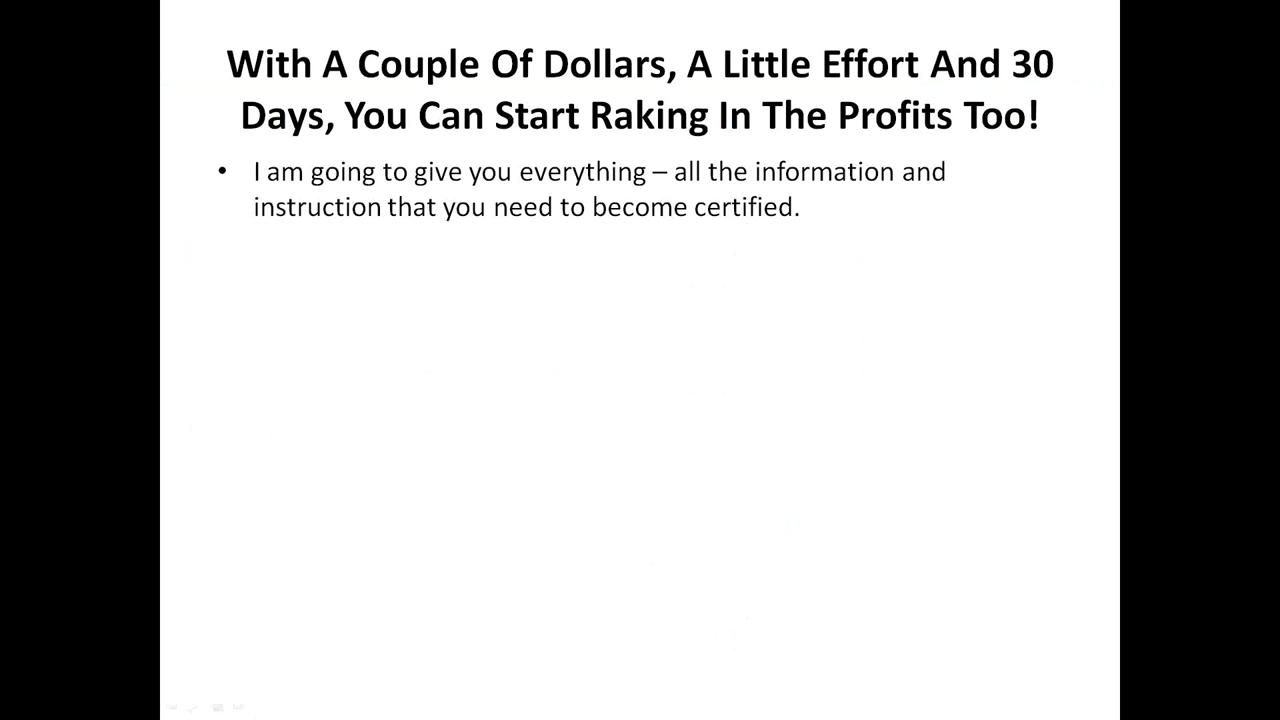 With A Couple Of Dollars, A Little Effort And 30
Days, You Can Start Raking In The Profits Too!
• I am going to give you everything – all the information and
instruction that you need to become certified.